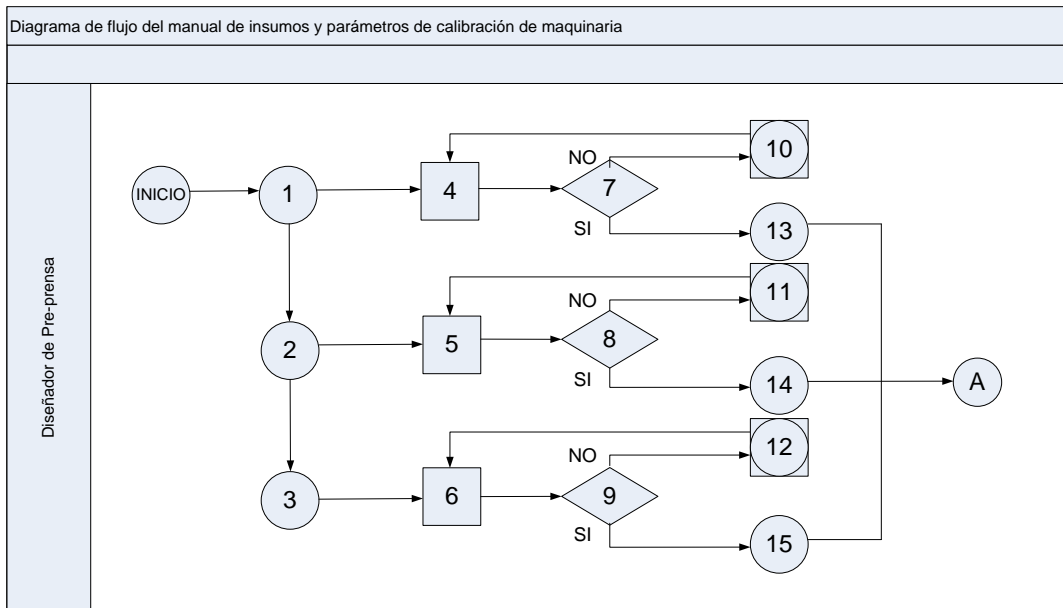 Diagrama de flujo del manual de insumos y parámetros de calibración de maquinaria
Diseñador de Pre-prensa
INICIO
1
4
NO
7
SI
10
13
2
5
NO
8
SI
11
14
A
3
6
NO
9
SI
12
15